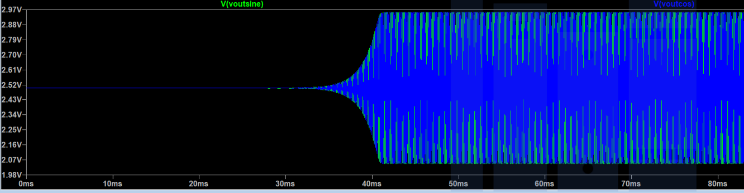 V(voutsine) V(voutcos)
2.97V
2.88V
2.79V
2.70V
2.61V
2.52V
2.43V
2.34V
2.25V
2.16V
2.07V
1.98V
0ms 10ms 20ms 30ms 40ms 50ms 60ms 70ms 80ms